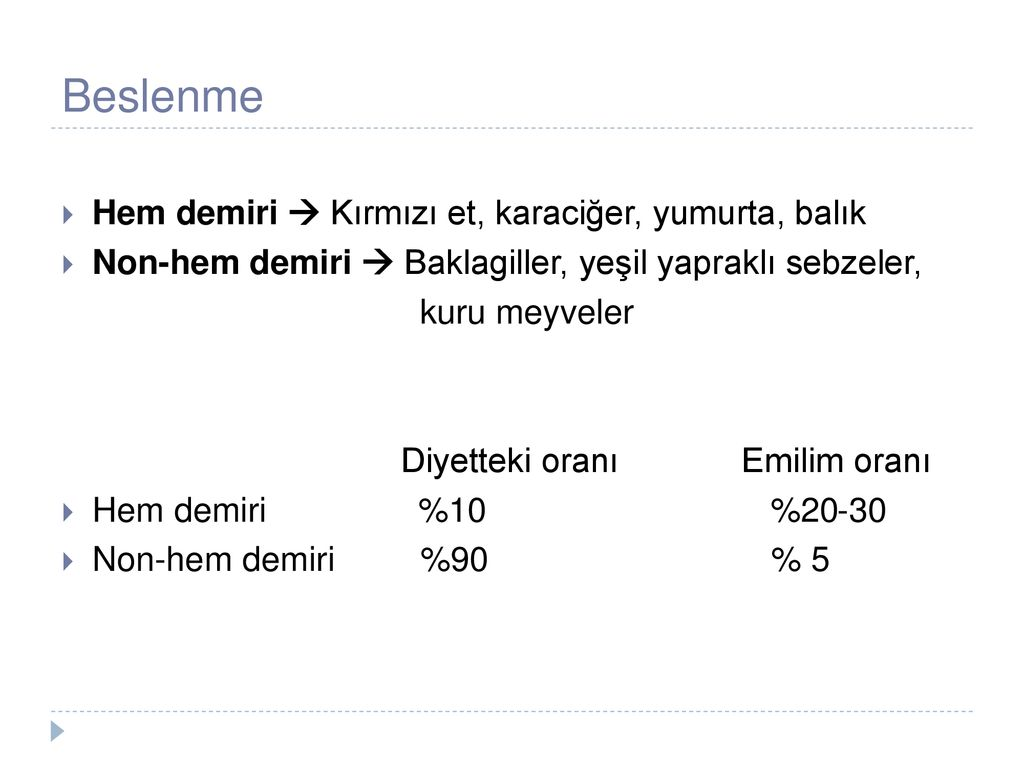 Beslenme
Hem demiri → Kırmızı et, karaciğer, yumurta, balık
Non-hem demiri → Baklagiller, yeşil yapraklı sebzeler,
kuru meyveler
Diyetteki oranı Emilim oranı
Hem demiri %10 %20-30
Non-hem demiri %90 % 5